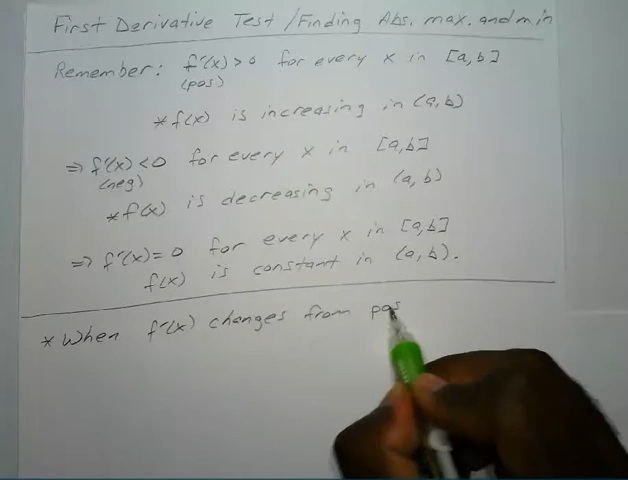 First Derivative Test / Finding Abs. max. and min
Remember: f'(x) > 0 for every x in [a,b]
(pos)
* f(x) is increasing in (a,b)
⇒ f'(x) < 0 for every x in [a,b]
(neg)
* f(x) is decreasing in (a,b)
⇒ f'(x) = 0 for every x in [a,b]
f(x) is constant in (a,b).
* When f'(x) changes from pos